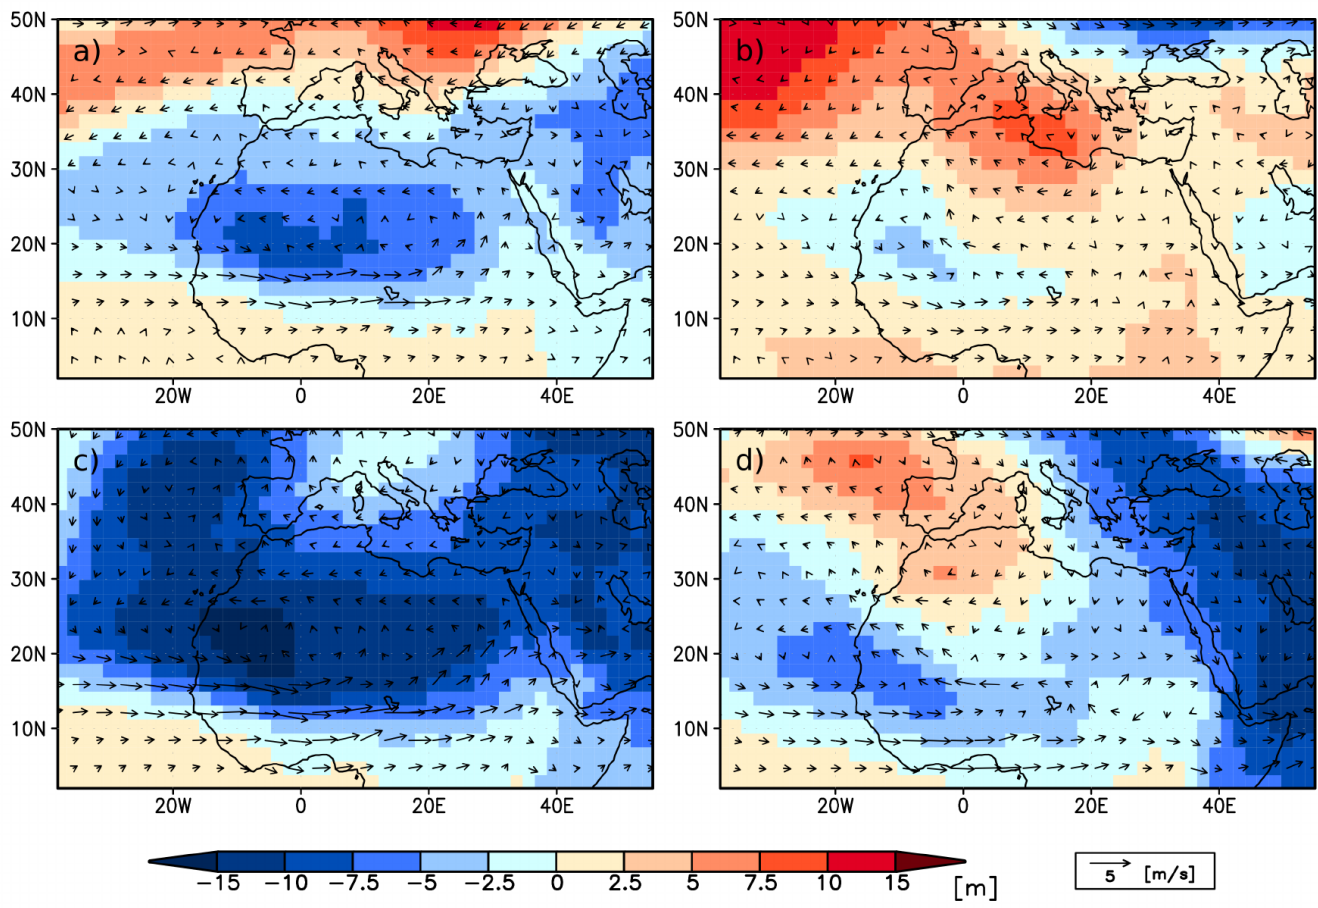 50N 50N
a) b)
40N 40N
30N 30N
20N 20N
10N 10N
20W 0 20E 40E 20W 0 20E 40E
50N 50N
c) d)
40N 40N
30N 30N
20N 20N
10N 10N
20W 0 20E 40E 20W 0 20E 40E
−15 −10 −7.5 −5 −2.5 0 2.5 5 7.5 10 15 [m]
5 [m/s]